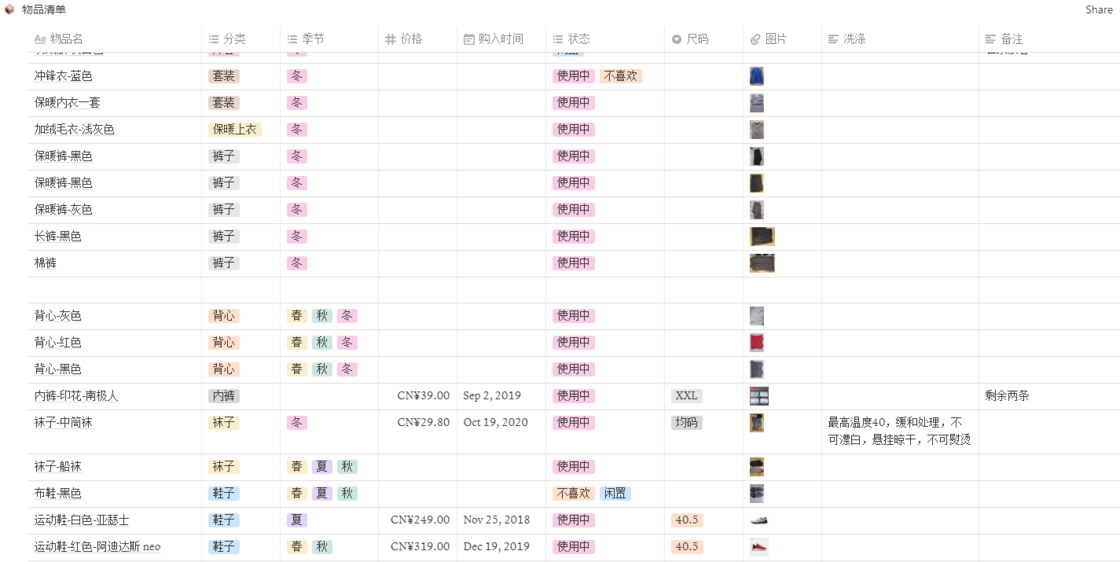 物品清单
Share
物品名 分类 季节 价格 购入时间 状态 尺码 图片 洗涤 备注
冲锋衣-蓝色 套装 冬 使用中 不喜欢
保暖内衣一套 套装 冬 使用中
加绒毛衣-浅灰色 保暖上衣 冬 使用中
保暖裤-黑色 裤子 冬 使用中
保暖裤-黑色 裤子 冬 使用中
保暖裤-灰色 裤子 冬 使用中
长裤-黑色 裤子 冬 使用中
棉裤 裤子 冬 使用中
背心-灰色 背心 春 秋 冬 使用中
背心-红色 背心 春 秋 冬 使用中
背心-黑色 背心 春 秋 冬 使用中
内裤-印花-南极人 内裤 CN¥39.00 Sep 2, 2019 使用中 XXL 剩余两条
袜子-中筒袜 袜子 冬 CN¥29.80 Oct 19, 2020 使用中 均码 最高温度40，缓和处理，不
可漂白，悬挂晾干，不可熨烫
袜子-船袜 袜子 春 夏 秋 使用中
布鞋-黑色 鞋子 春 夏 秋 不喜欢 闲置
运动鞋-白色-亚瑟士 鞋子 夏 CN¥249.00 Nov 25, 2018 使用中 40.5
运动鞋-红色-阿迪达斯 neo 鞋子 春 秋 CN¥319.00 Dec 19, 2019 使用中 40.5